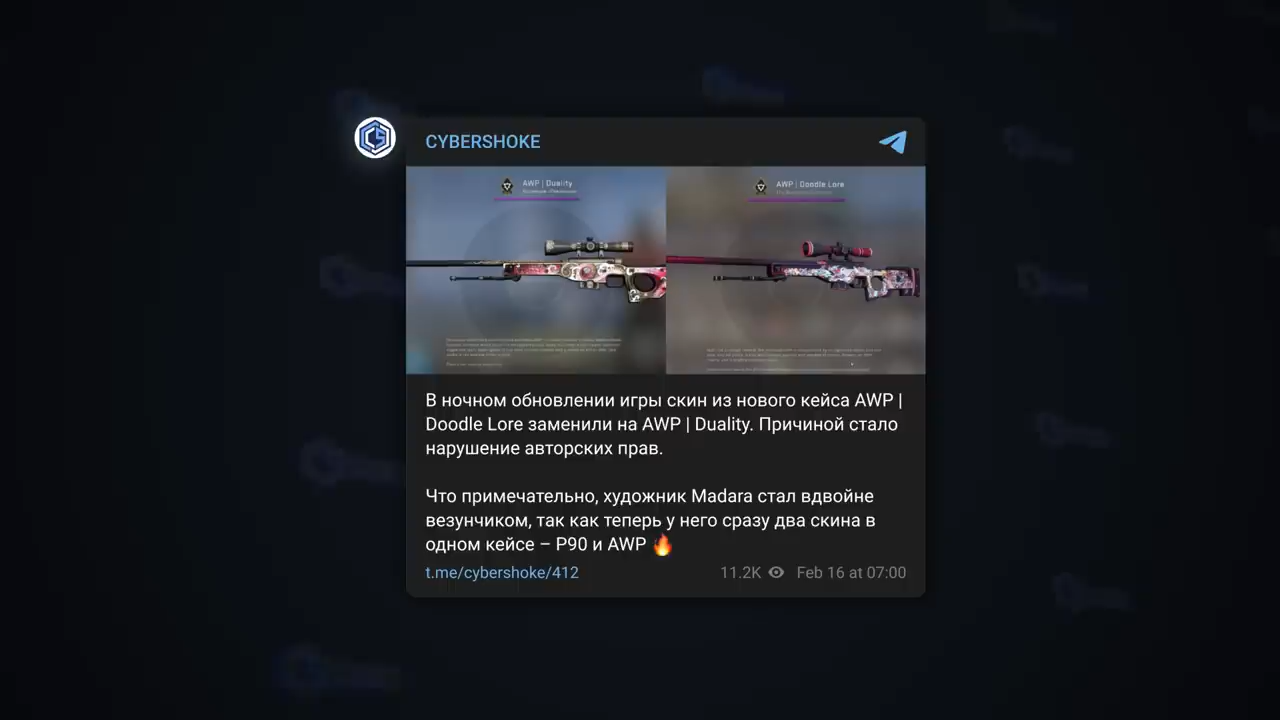 CYBERSHOKE
AWP | Duality
AWP | Doodle Lore
В ночном обновлении игры скин из нового кейса AWP |
Doodle Lore заменили на AWP | Duality. Причиной стало
нарушение авторских прав.
Что примечательно, художник Madara стал вдвойне
везунчиком, так как теперь у него сразу два скина в
одном кейсе – P90 и AWP 🔥
t.me/cybershoke/412
11.2K
Feb 16 at 07:00